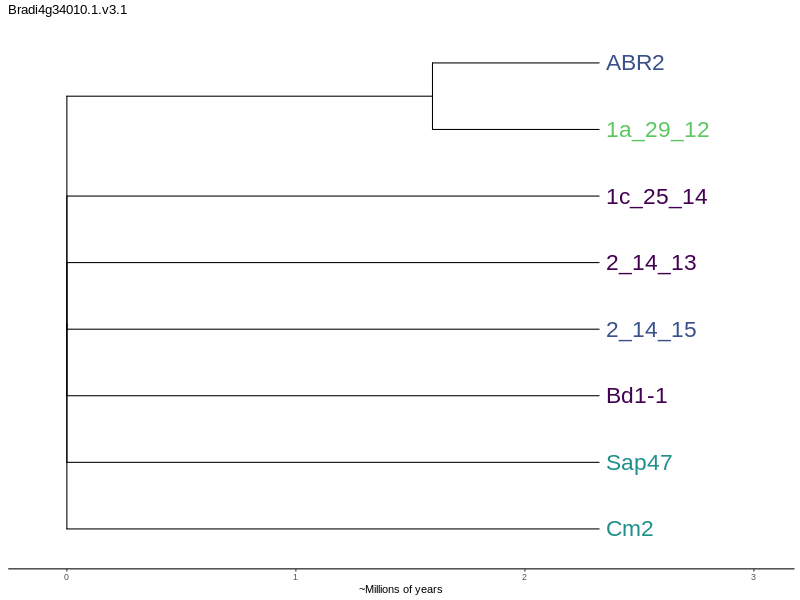 Bradi4g34010.1.v3.1
ABR2
1a_29_12
1c_25_14
2_14_13
2_14_15
Bd1-1
Sap47
Cm2
0 1 2 3
~Millions of years